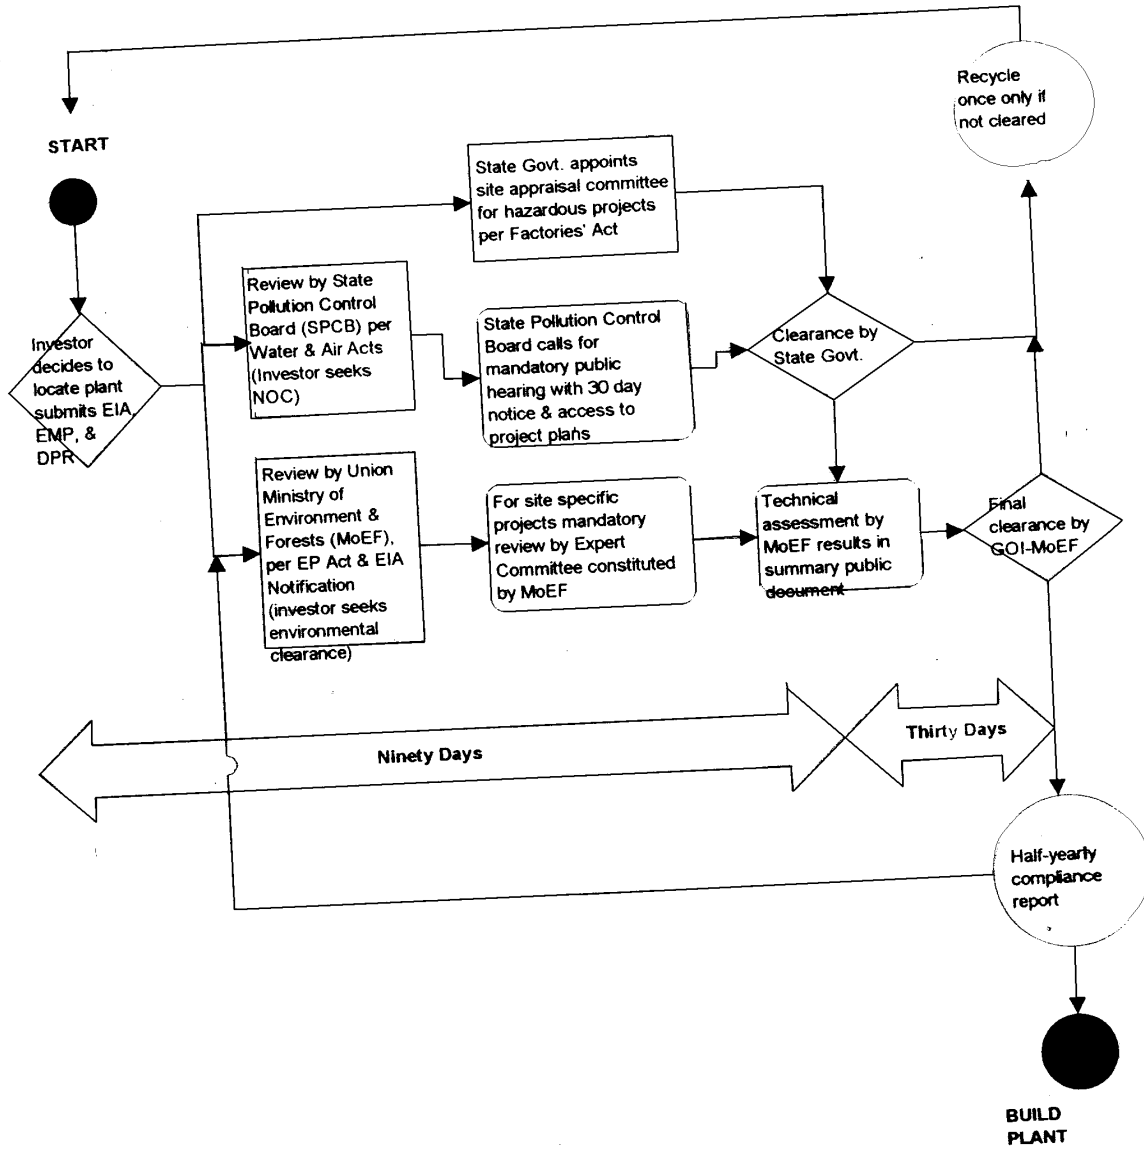 Recycle
once only if
not cleared
START
State Govt. appoints
site appraisal committee
for hazardous projects
per Factories' Act
Review by State
Pollution Control
Board (SPCB) per
Water & Air Acts
(Investor seeks
NOC)
State Pollution Control
Board calls for
mandatory public
hearing with 30 day
notice & access to
project plans
Clearance by
State Govt.
Investor
decides to
locate plant
submits EIA,
EMP, &
DPR
Review by Union
Ministry of
Environment &
Forests (MoEF),
per EP Act & EIA
Notification
(investor seeks
environmental
clearance)
For site specific
projects mandatory
review by Expert
Committee constituted
by MoEF
Technical
assessment by
MoEF results in
summary public
document
Final
clearance by
GOI-MoEF
Ninety Days
Thirty Days
Half-yearly
compliance
report
BUILD
PLANT